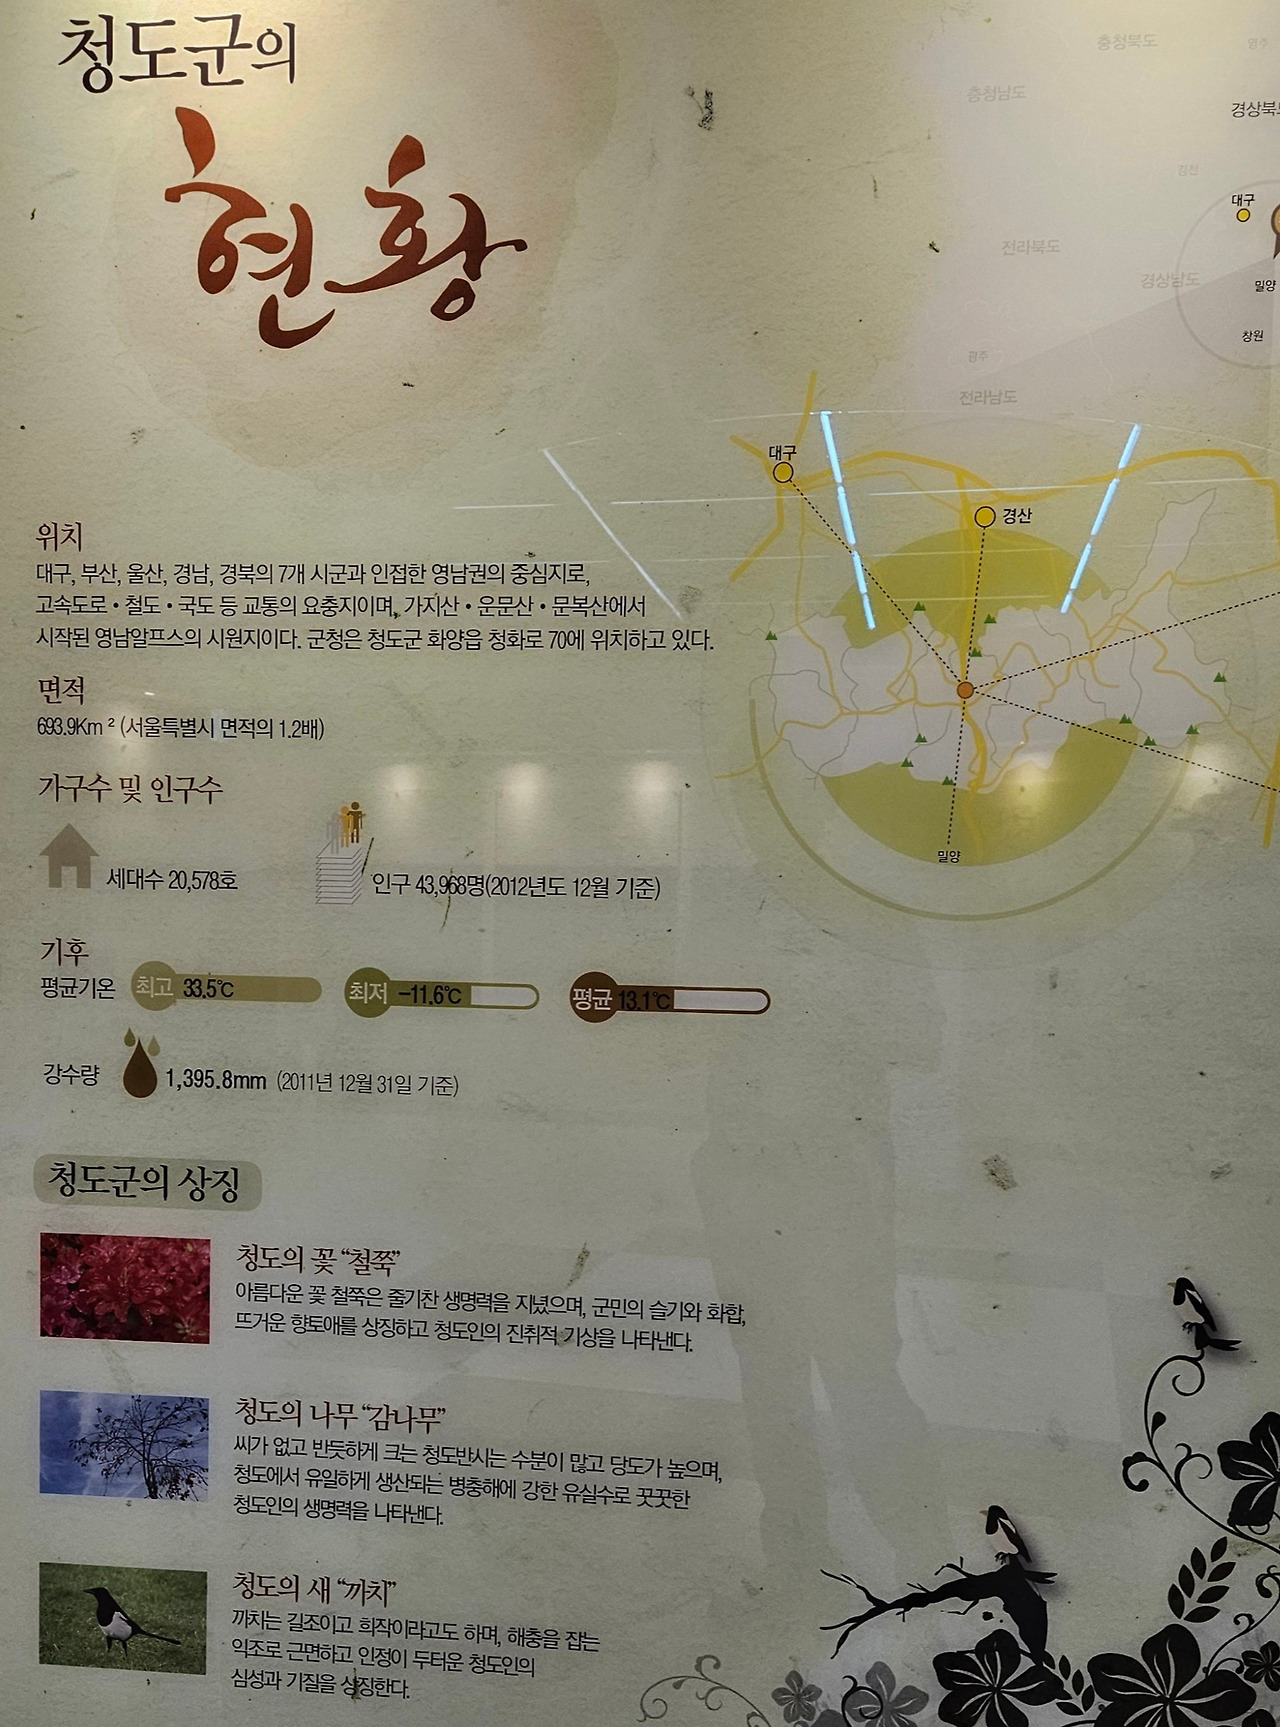 청도군의
현황
충청북도
영주
충청남도
경상북도
김천
대구
전라북도
경상남도
밀양
창원
광주
전라남도
대구
경산
밀양
위치
대구, 부산, 울산, 경남, 경북의 7개 시군과 인접한 영남권의 중심지로,
고속도로·철도·국도 등 교통의 요충지이며, 가지산·운문산·문복산에서
시작된 영남알프스의 시원지이다. 군청은 청도군 화양읍 청화로 70에 위치하고 있다.
면적
693.9Km² (서울특별시 면적의 1.2배)
가구수 및 인구수
세대수 20,578호
인구 43,968명(2012년도 12월 기준)
기후
평균기온 최고 33.5℃ 최저 -11.6℃ 평균 13.1℃
강수량 1,395.8mm (2011년 12월 31일 기준)
청도군의 상징
청도의 꽃 “철쭉”
아름다운 꽃 철쭉은 줄기찬 생명력을 지녔으며, 군민의 슬기와 화합,
뜨거운 향토애를 상징하고 청도인의 진취적 기상을 나타낸다.
청도의 나무 “감나무”
씨가 없고 반듯하게 크는 청도반시는 수분이 많고 당도가 높으며,
청도에서 유일하게 생산되는 병충해에 강한 유실수로 꿋꿋한
청도인의 생명력을 나타낸다.
청도의 새 “까치”
까치는 길조이고 희작이라고도 하며, 해충을 잡는
익조로 근면하고 인정이 두터운 청도인의
심성과 기질을 상징한다.